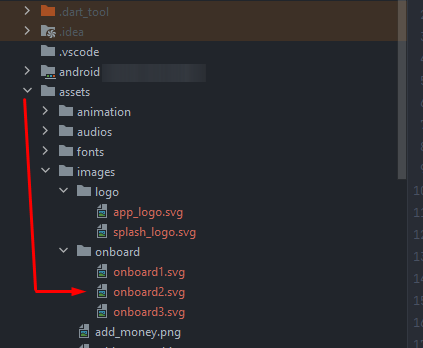 .dart_tool
.idea
.vscode
android
assets
animation
audios
fonts
images
logo
app_logo.svg
splash_logo.svg
onboard
onboard1.svg
onboard2.svg
onboard3.svg
add_money.png